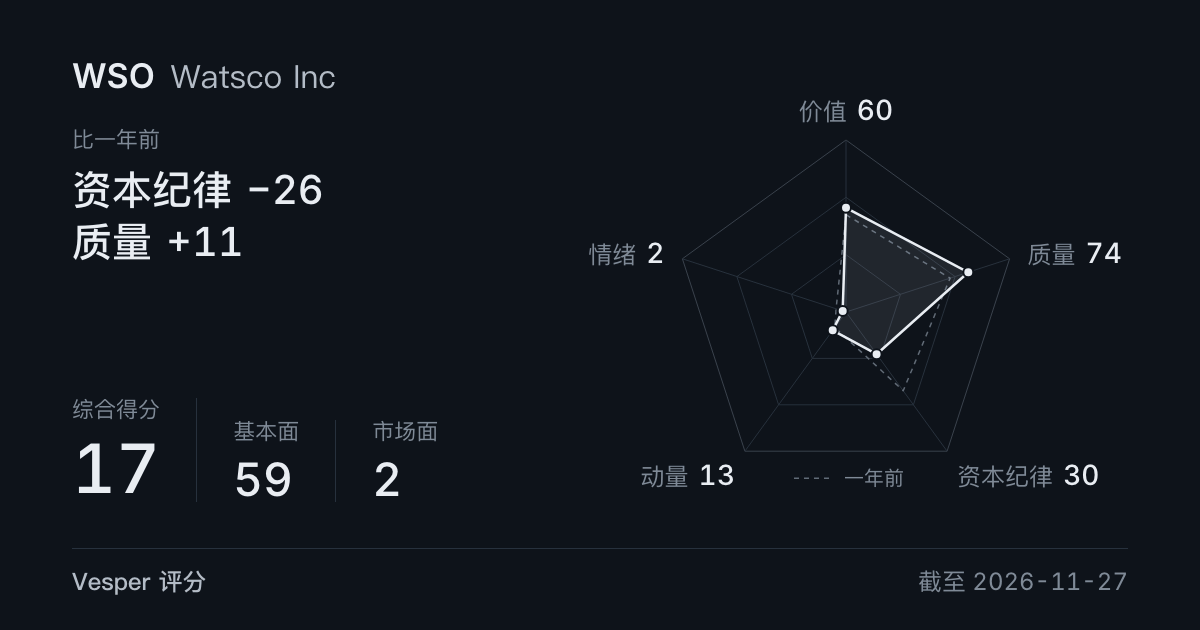 WSO Watsco Inc
比一年前
资本纪律 −26
质量 +11
综合得分
17
基本面
59
市场面
2
价值 60
质量 74
资本纪律 30
动量 13
情绪 2
一年前
Vesper 评分
截至 2026-11-27